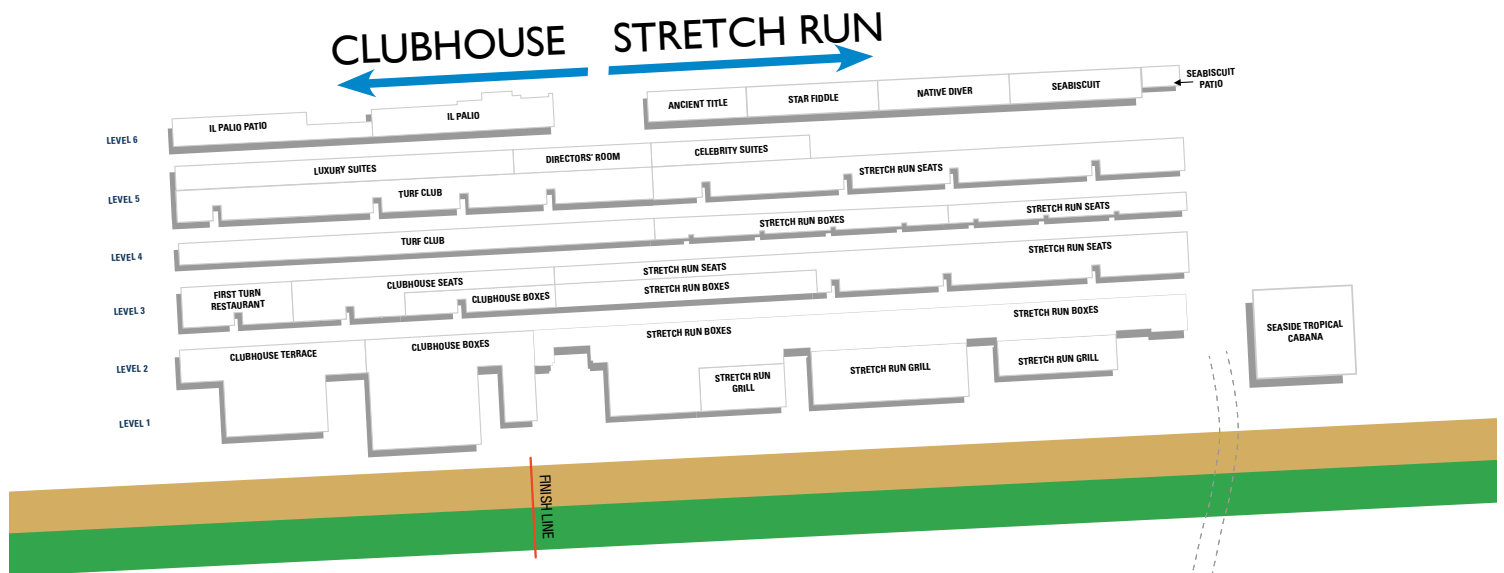 CLUBHOUSE STRETCH RUN
LEVEL 6
IL PALIO PATIO
IL PALIO
ANCIENT TITLE
STAR FIDDLE
NATIVE DIVER
SEABISCUIT
SEABISCUIT
PATIO
LEVEL 5
LUXURY SUITES
DIRECTORS' ROOM
CELEBRITY SUITES
TURF CLUB
STRETCH RUN SEATS
LEVEL 4
TURF CLUB
STRETCH RUN BOXES
STRETCH RUN SEATS
LEVEL 3
FIRST TURN
RESTAURANT
CLUBHOUSE SEATS
CLUBHOUSE BOXES
STRETCH RUN SEATS
STRETCH RUN BOXES
STRETCH RUN SEATS
LEVEL 2
CLUBHOUSE TERRACE
CLUBHOUSE BOXES
STRETCH RUN BOXES
STRETCH RUN BOXES
STRETCH RUN
GRILL
STRETCH RUN GRILL
STRETCH RUN GRILL
SEASIDE TROPICAL
CABANA
LEVEL 1
FINISH LINE